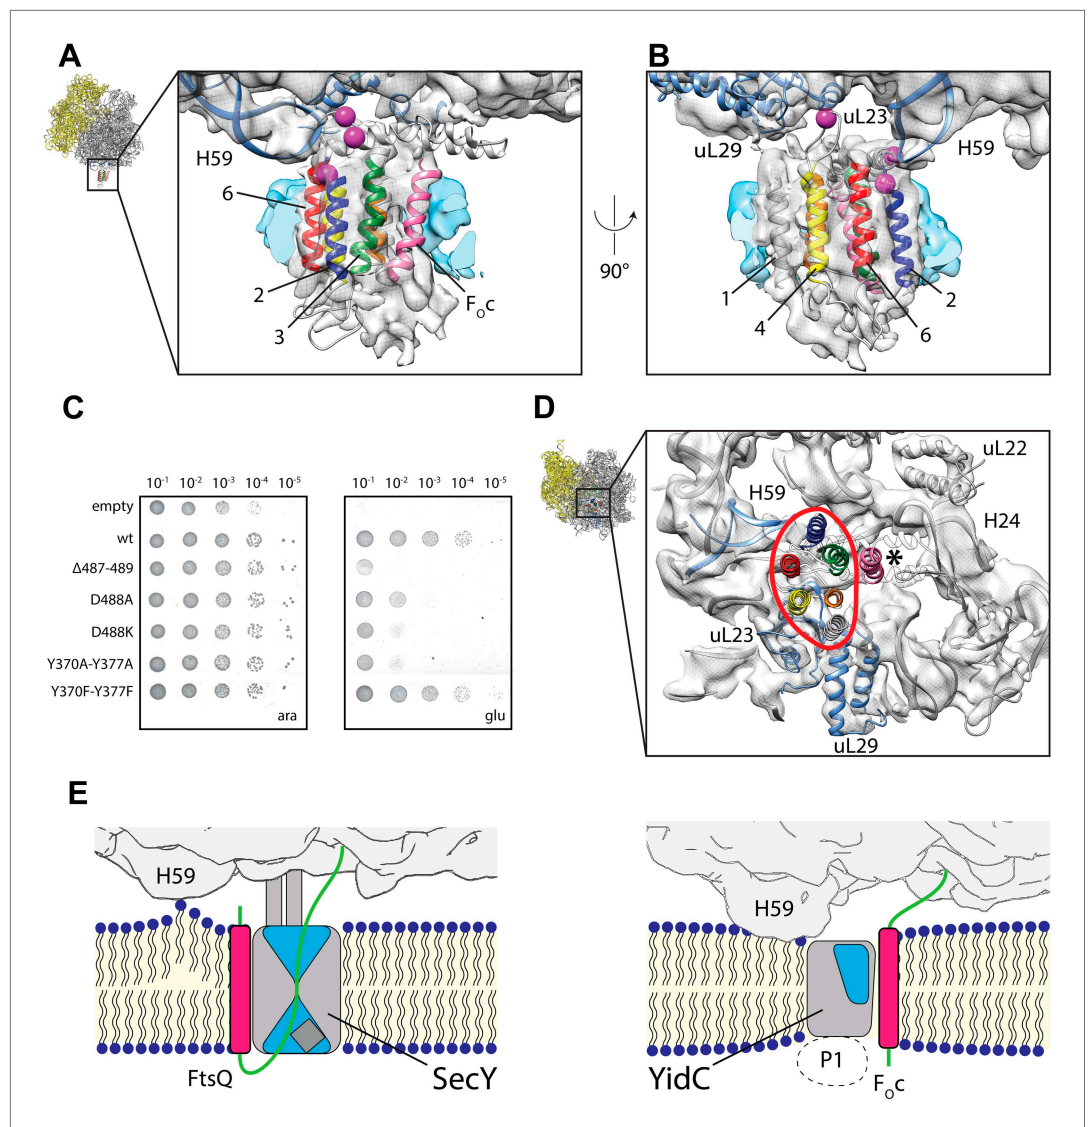 A
H59
6
2
3
FOc
90°
B
uL23
uL29
H59
1
4
6
2
C
10-1 10-2 10-3 10-4 10-5 10-1 10-2 10-3 10-4 10-5
empty
wt
Δ487-489
D488A
D488K
Y370A-Y377A
Y370F-Y377F
ara glu
D
uL22
H59
H24
*
uL23
uL29
E
H59
FtsQ
SecY
H59
YidC
P1
FOc